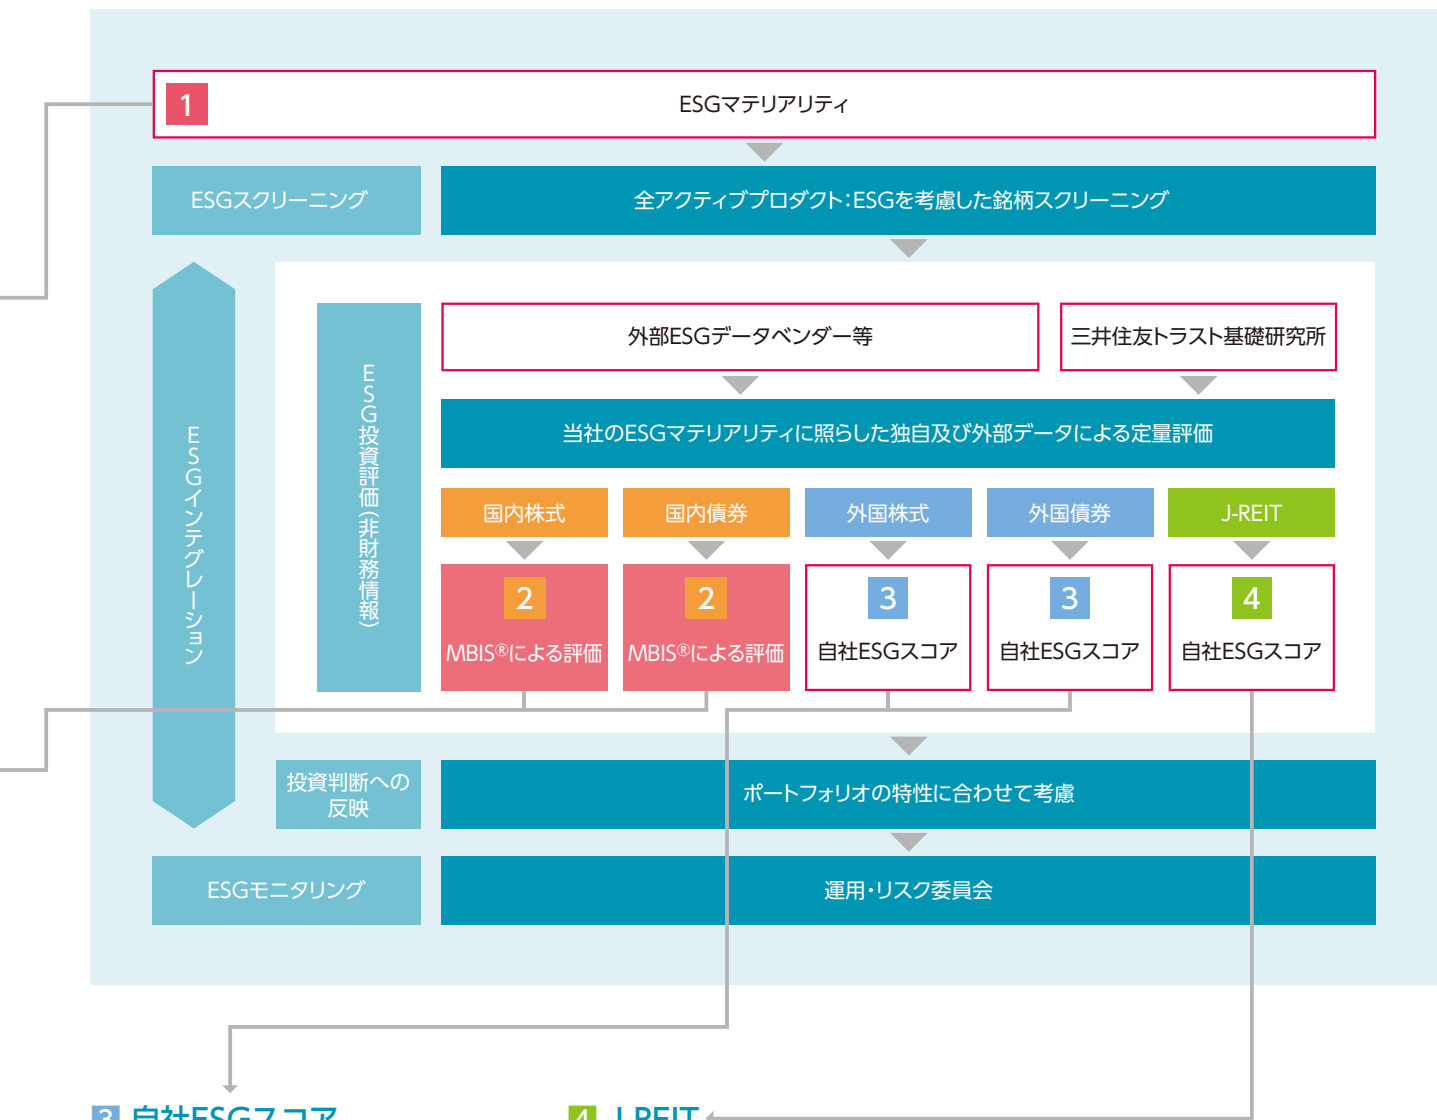 1
ESGマテリアリティ
ESGスクリーニング
全アクティブプロダクト：ESGを考慮した銘柄スクリーニング
ESGインテグレーション
ESG投資評価（非財務情報）
外部ESGデータベンダー等
三井住友トラスト基礎研究所
当社のESGマテリアリティに照らした独自及び外部データによる定量評価
国内株式
国内債券
外国株式
外国債券
J-REIT
2
MBIS®による評価
2
MBIS®による評価
3
自社ESGスコア
3
自社ESGスコア
4
自社ESGスコア
投資判断への
反映
ポートフォリオの特性に合わせて考慮
ESGモニタリング
運用・リスク委員会
3 自社ESGスコア
4 J-REIT